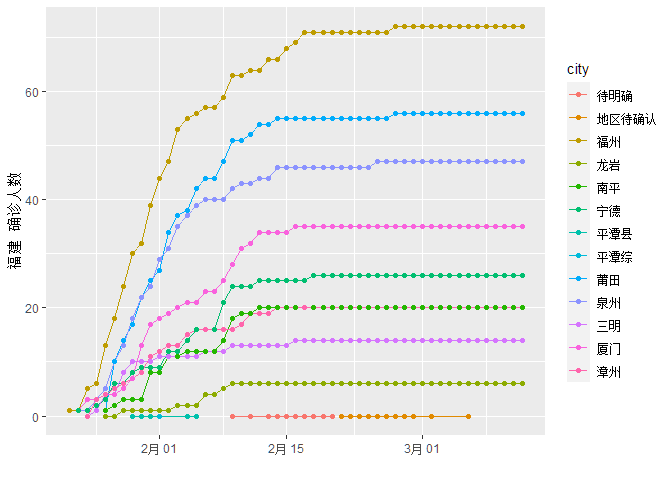 福建 确诊人数
60
40
20
0
2月 01
2月 15
3月 01
city
待明确
地区待确认
福州
龙岩
南平
宁德
平潭县
平潭综
莆田
泉州
三明
厦门
漳州